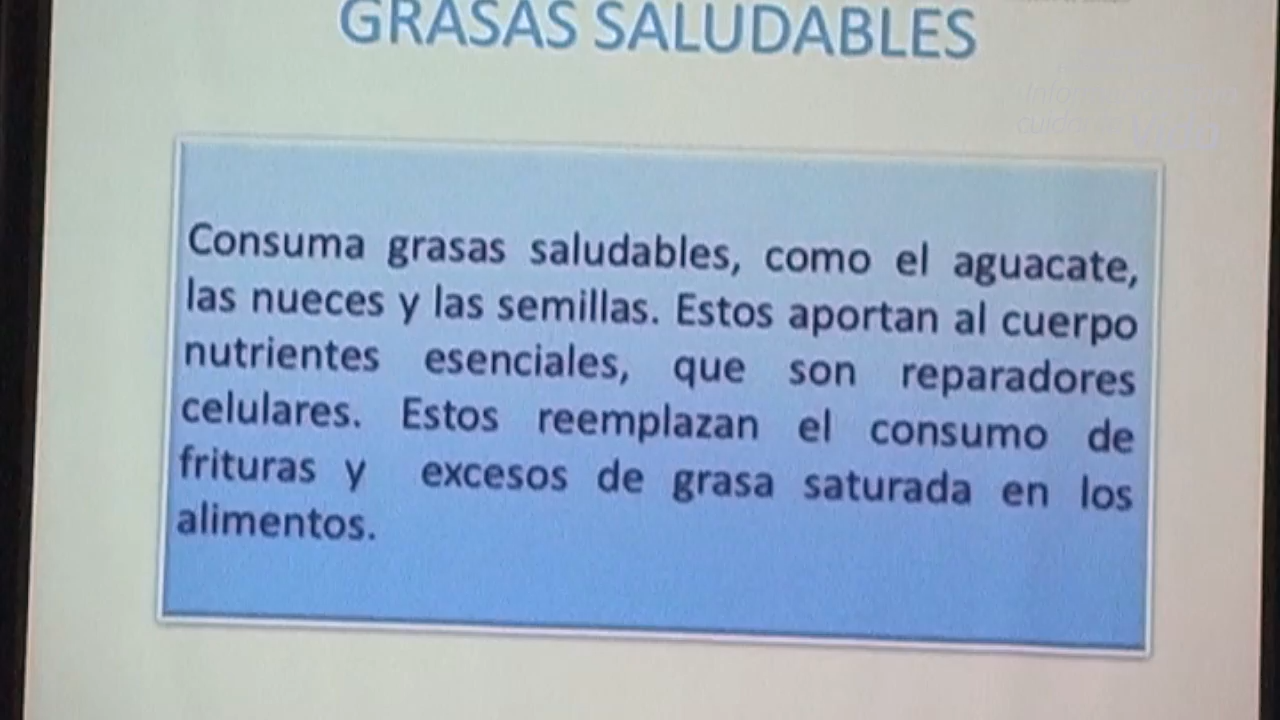 GRASAS SALUDABLES
Consuma grasas saludables, como el aguacate,
las nueces y las semillas. Estos aportan al cuerpo
nutrientes esenciales, que son reparadores
celulares. Estos reemplazan el consumo de
frituras y excesos de grasa saturada en los
alimentos.
Vida